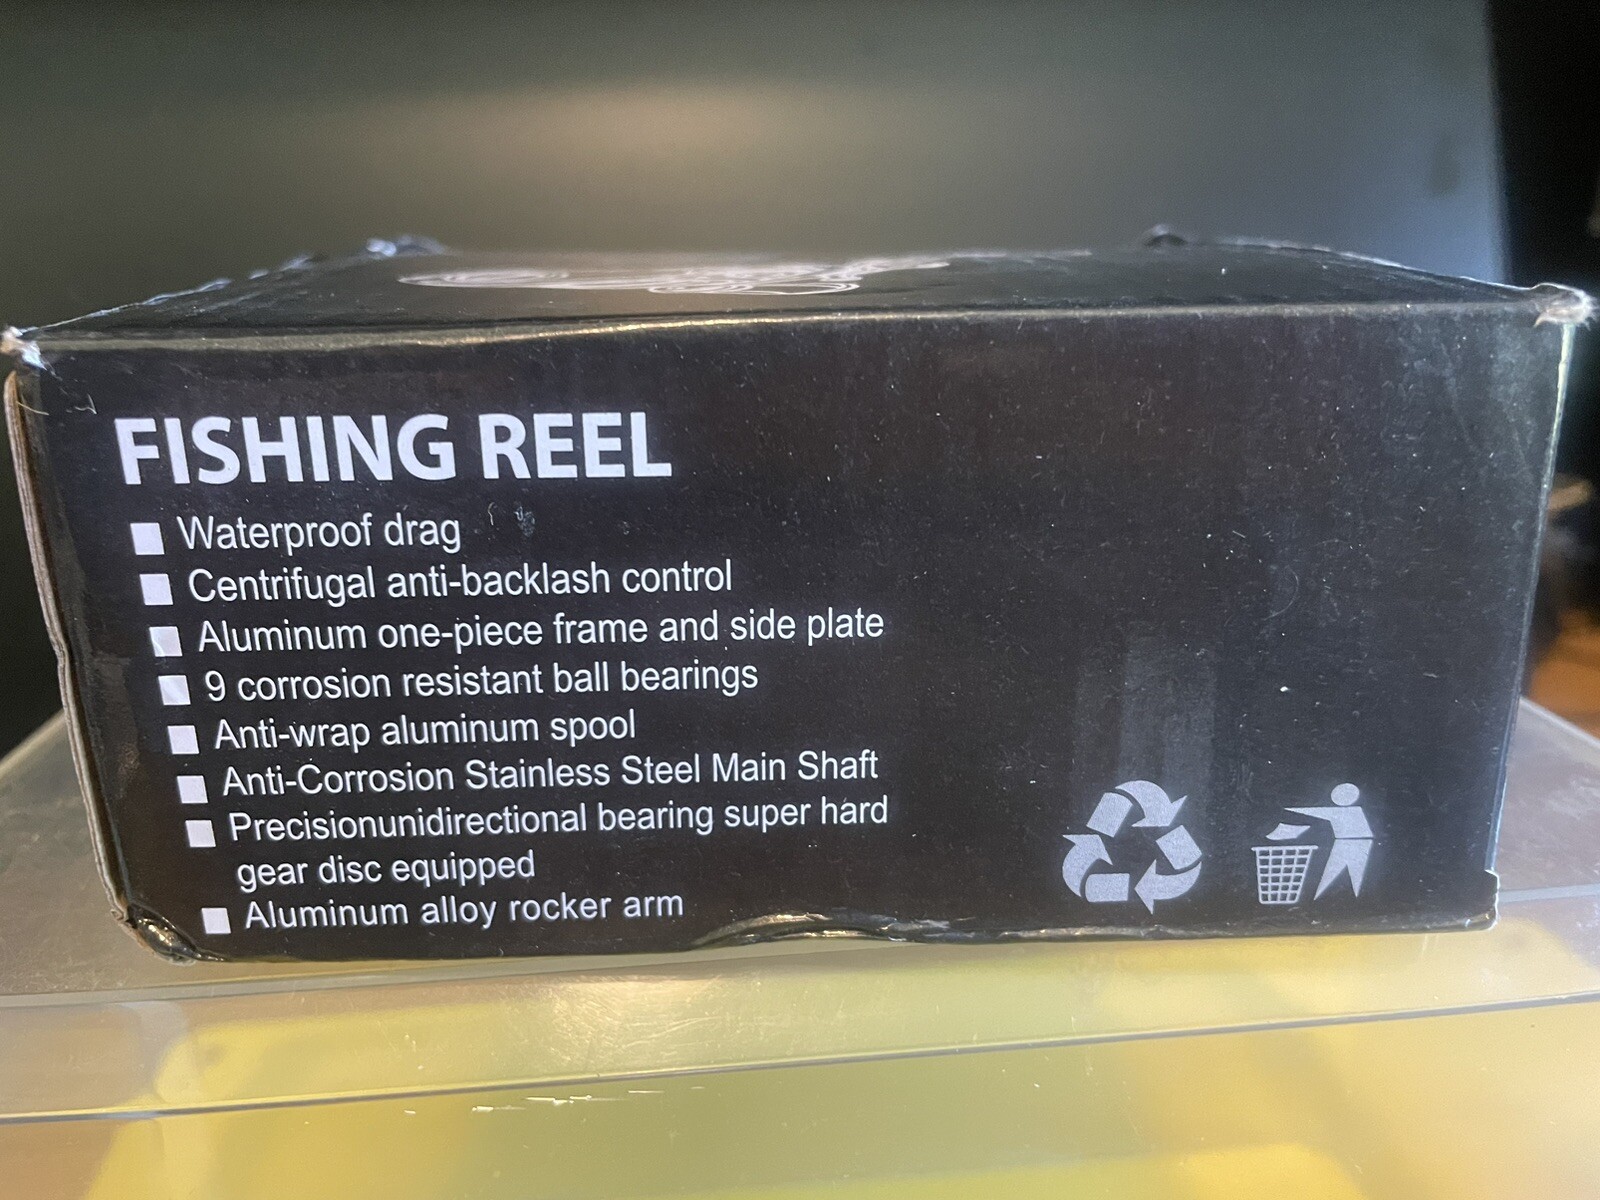 FISHING REEL
Waterproof drag
Centrifugal anti-backlash control
Aluminum one-piece frame and side plate
9 corrosion resistant ball bearings
Anti-wrap aluminum spool
Anti-Corrosion Stainless Steel Main Shaft
Precisionunidirectional bearing super hard
gear disc equipped
Aluminum alloy rocker arm